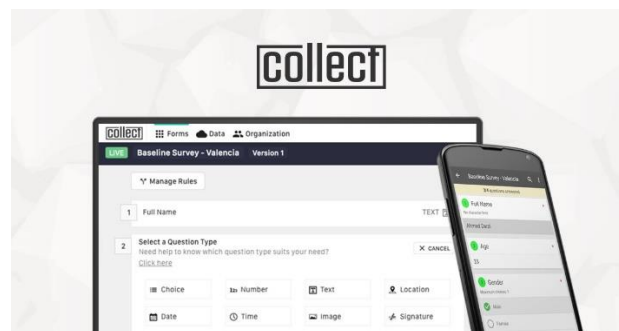 collect
collect Forms Data Organization
LIVE Baseline Survey - Valencia Version 1
Manage Rules
1 Full Name TEXT
2 Select a Question Type
Need help to know which question type suits your need? X CANCEL
Click here
Choice Number Text Location
Date Time Image Signature
Baseline Survey - Valencia
Full Name
Age
Gender
Male
Female